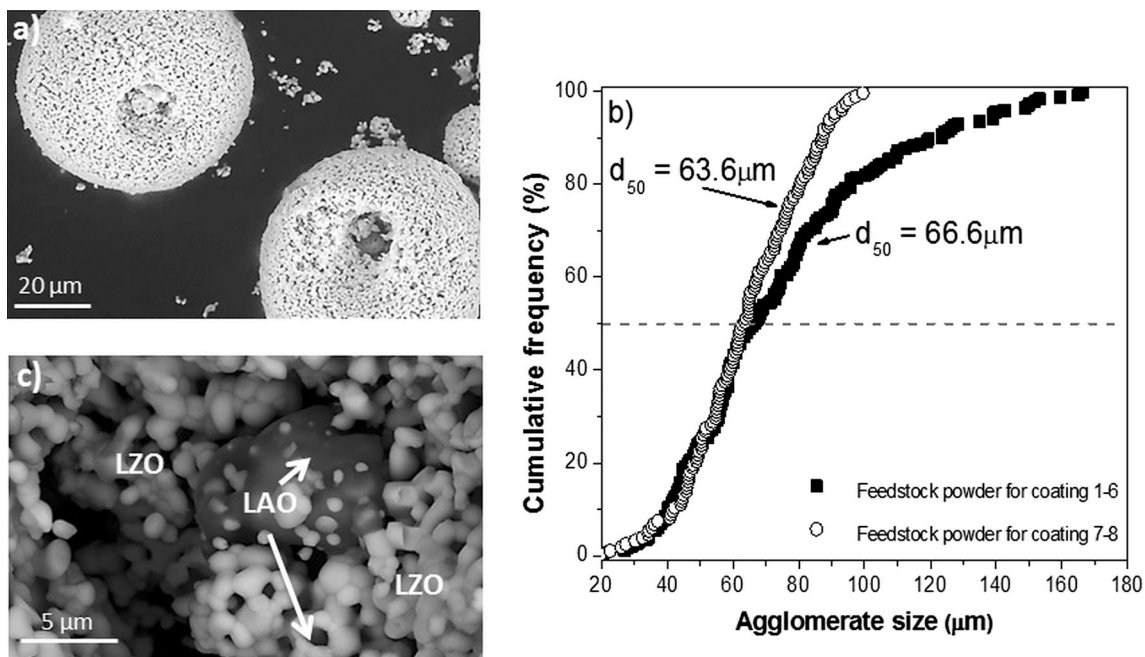 a)
20 μm
c)
LZO
LAO
LZO
5 μm
b)
d50 = 63.6μm
d50 = 66.6μm
Cumulative frequency (%)
100
80
60
40
20
0
Feedstock powder for coating 1-6
Feedstock powder for coating 7-8
20 40 60 80 100 120 140 160 180
Agglomerate size (μm)